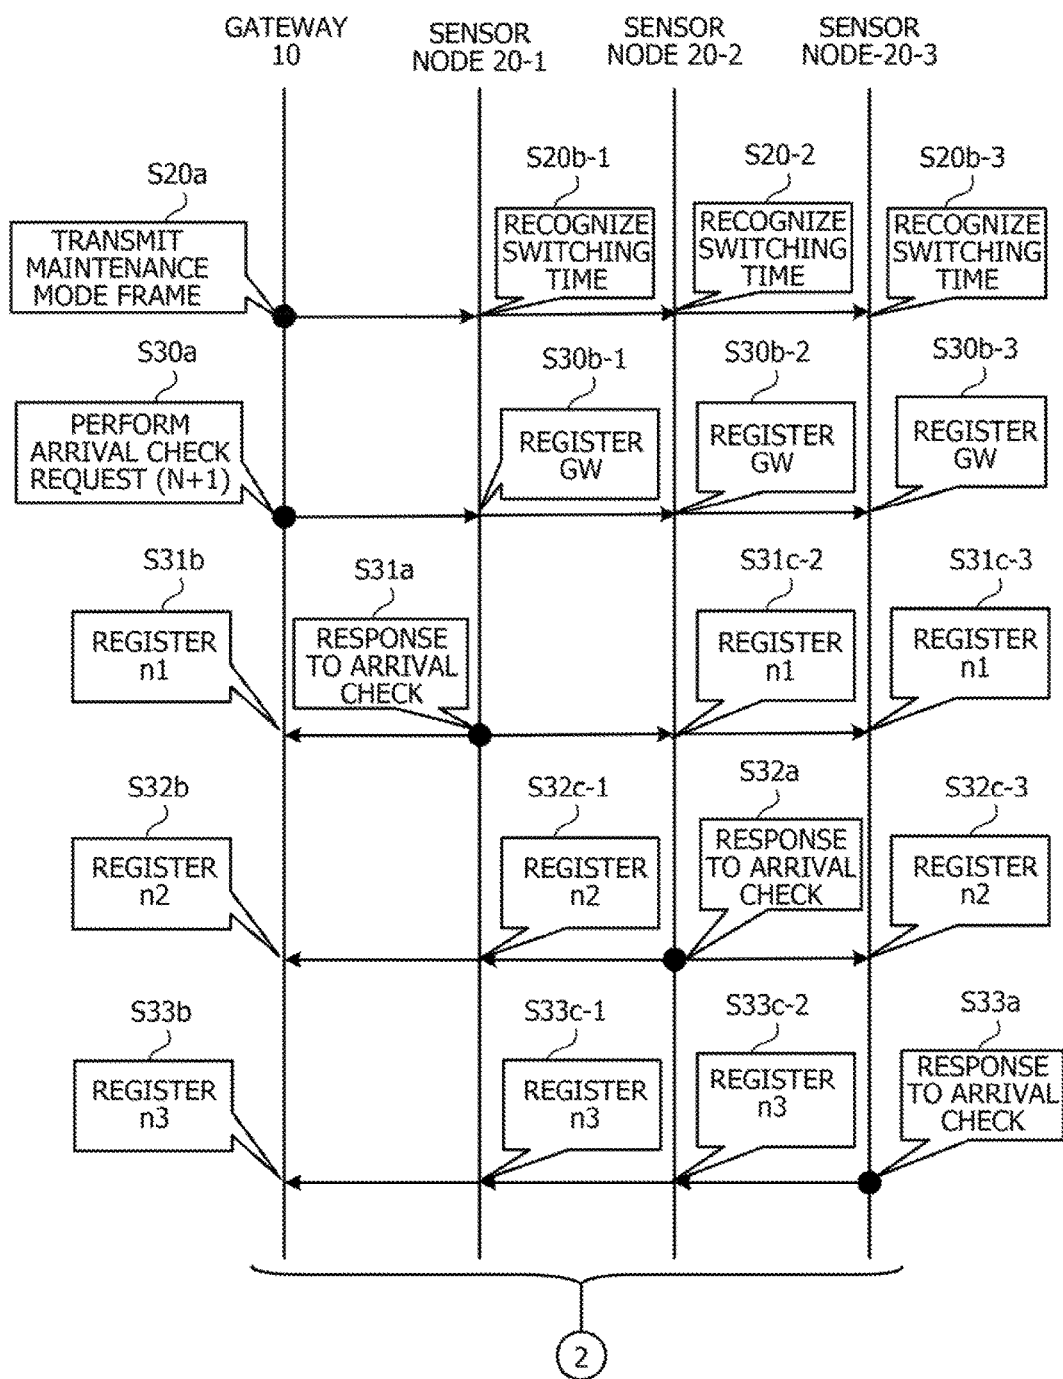 GATEWAY
10
SENSOR
NODE 20-1
SENSOR
NODE 20-2
SENSOR
NODE-20-3
S20a
TRANSMIT
MAINTENANCE
MODE FRAME
S20b-1
RECOGNIZE
SWITCHING
TIME
S20-2
RECOGNIZE
SWITCHING
TIME
S20b-3
RECOGNIZE
SWITCHING
TIME
S30a
PERFORM
ARRIVAL CHECK
REQUEST (N+1)
S30b-1
REGISTER
GW
S30b-2
REGISTER
GW
S30b-3
REGISTER
GW
S31b
REGISTER
n1
S31a
RESPONSE
TO ARRIVAL
CHECK
S31c-2
REGISTER
n1
S31c-3
REGISTER
n1
S32b
REGISTER
n2
S32c-1
REGISTER
n2
S32a
RESPONSE
TO ARRIVAL
CHECK
S32c-3
REGISTER
n2
S33b
REGISTER
n3
S33c-1
REGISTER
n3
S33c-2
REGISTER
n3
S33a
RESPONSE
TO ARRIVAL
CHECK
2